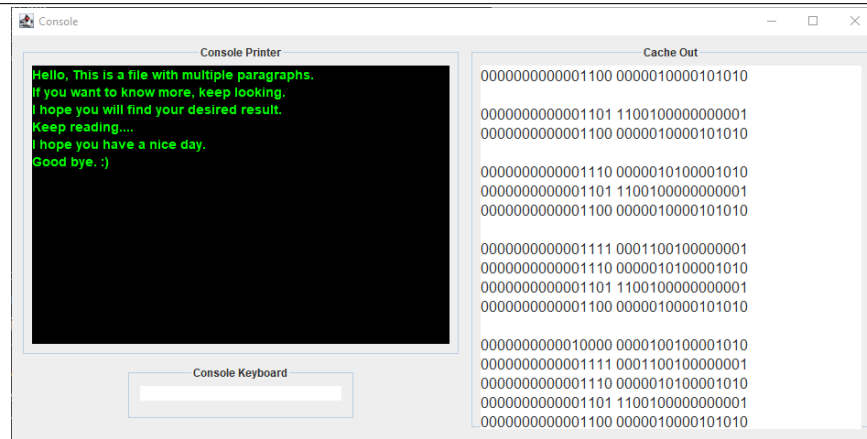 Console
Console Printer
Hello, This is a file with multiple paragraphs.
If you want to know more, keep looking.
I hope you will find your desired result.
Keep reading....
I hope you have a nice day.
Good bye. :)
Console Keyboard
Cache Out
0000000000001100 0000010000101010
0000000000001101 1100100000000001
0000000000001100 0000010000101010
0000000000001110 0000010100001010
0000000000001101 1100100000000001
0000000000001100 0000010000101010
0000000000001111 0001100100000001
0000000000001110 0000010100001010
0000000000001101 1100100000000001
0000000000001100 0000010000101010
0000000000010000 0000100100001010
0000000000001111 0001100100000001
0000000000001110 0000010100001010
0000000000001101 1100100000000001
0000000000001100 0000010000101010